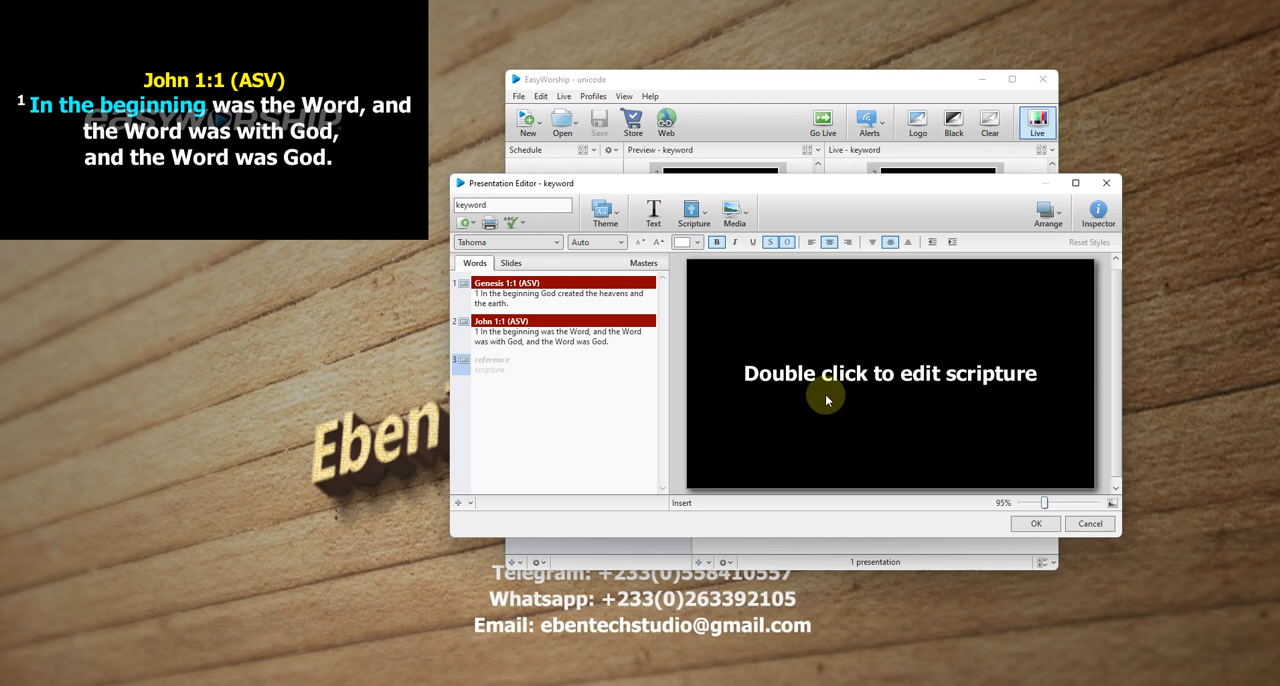 John 1:1 (ASV)
1 In the beginning was the Word, and
the Word was with God,
and the Word was God.
EasyWorship - unicode
File Edit Live Profiles View Help
New Open Save Store Web Go Live Alerts Logo Black Clear Live
Schedule Preview - keyword Live - keyword
Presentation Editor - keyword
keyword
Theme Text Scripture Media Arrange Inspector
Tahoma Auto B I U S O Reset Styles
Words Slides Masters
1 Genesis 1:1 (ASV)
1 In the beginning God created the heavens and
the earth.
2 John 1:1 (ASV)
1 In the beginning was the Word, and the Word
was with God, and the Word was God.
3 reference
scripture
Double click to edit scripture
Insert 95%
OK Cancel
1 presentation
Eben
Telegram: +233(0)558410557
Whatsapp: +233(0)263392105
Email: ebentechstudio@gmail.com